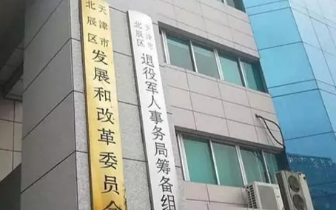 天津市
北辰区
发展和改革委员会
天津市
北辰区
退役军人事务局筹备组